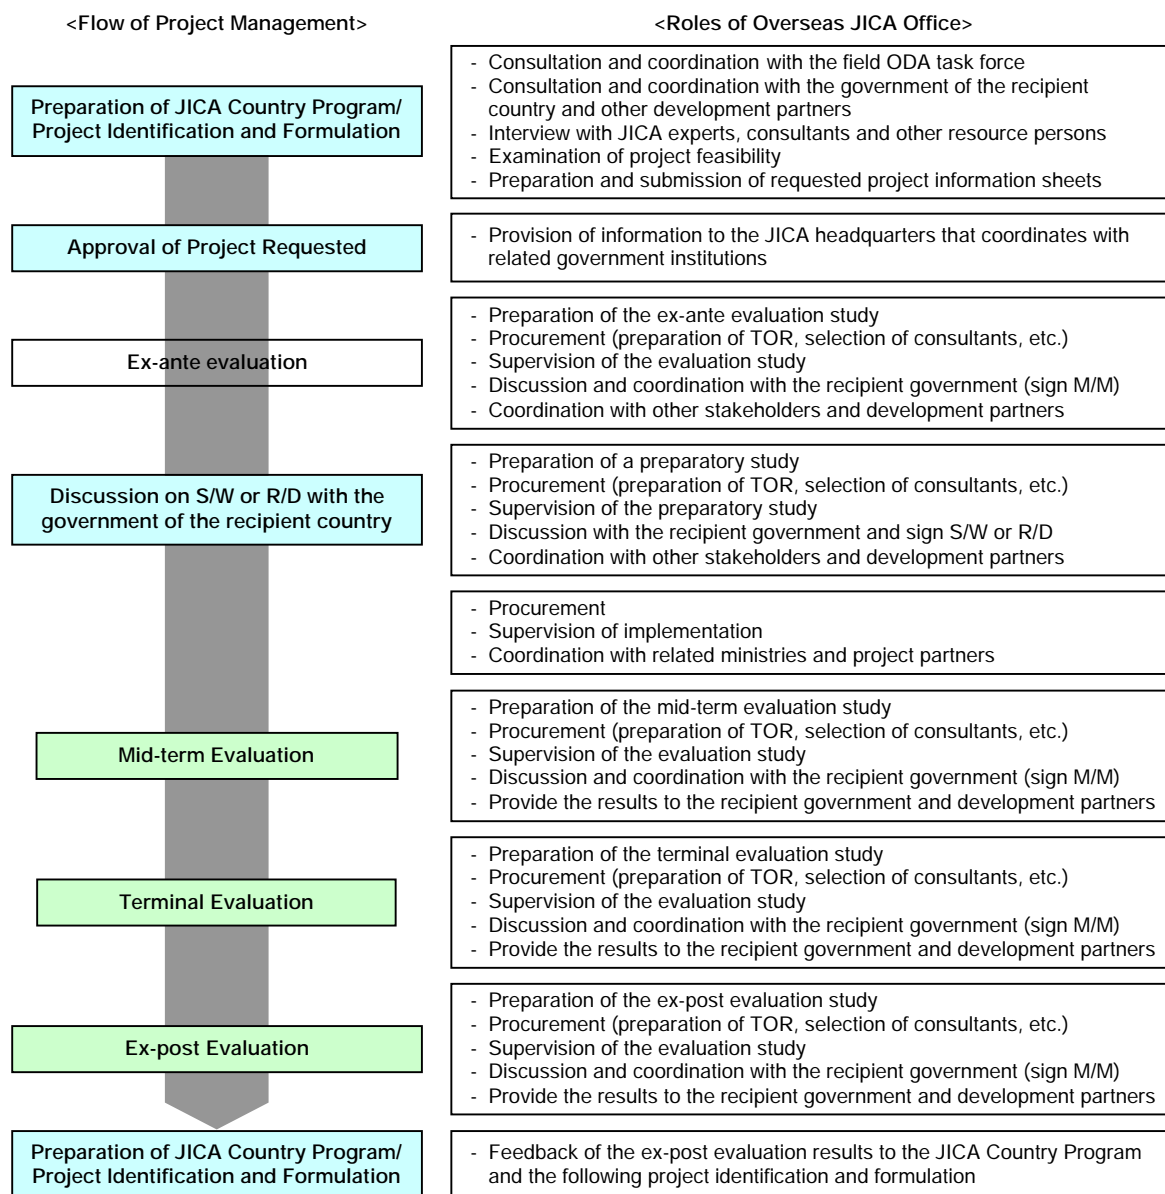 <Flow of Project Management>
<Roles of Overseas JICA Office>
Preparation of JICA Country Program/
Project Identification and Formulation
- Consultation and coordination with the field ODA task force
- Consultation and coordination with the government of the recipient
country and other development partners
- Interview with JICA experts, consultants and other resource persons
- Examination of project feasibility
- Preparation and submission of requested project information sheets
Approval of Project Requested
- Provision of information to the JICA headquarters that coordinates with
related government institutions
Ex-ante evaluation
- Preparation of the ex-ante evaluation study
- Procurement (preparation of TOR, selection of consultants, etc.)
- Supervision of the evaluation study
- Discussion and coordination with the recipient government (sign M/M)
- Coordination with other stakeholders and development partners
Discussion on S/W or R/D with the
government of the recipient country
- Preparation of a preparatory study
- Procurement (preparation of TOR, selection of consultants, etc.)
- Supervision of the preparatory study
- Discussion with the recipient government and sign S/W or R/D
- Coordination with other stakeholders and development partners
- Procurement
- Supervision of implementation
- Coordination with related ministries and project partners
Mid-term Evaluation
- Preparation of the mid-term evaluation study
- Procurement (preparation of TOR, selection of consultants, etc.)
- Supervision of the evaluation study
- Discussion and coordination with the recipient government (sign M/M)
- Provide the results to the recipient government and development partners
Terminal Evaluation
- Preparation of the terminal evaluation study
- Procurement (preparation of TOR, selection of consultants, etc.)
- Supervision of the evaluation study
- Discussion and coordination with the recipient government (sign M/M)
- Provide the results to the recipient government and development partners
Ex-post Evaluation
- Preparation of the ex-post evaluation study
- Procurement (preparation of TOR, selection of consultants, etc.)
- Supervision of the evaluation study
- Discussion and coordination with the recipient government (sign M/M)
- Provide the results to the recipient government and development partners
Preparation of JICA Country Program/
Project Identification and Formulation
- Feedback of the ex-post evaluation results to the JICA Country Program
and the following project identification and formulation